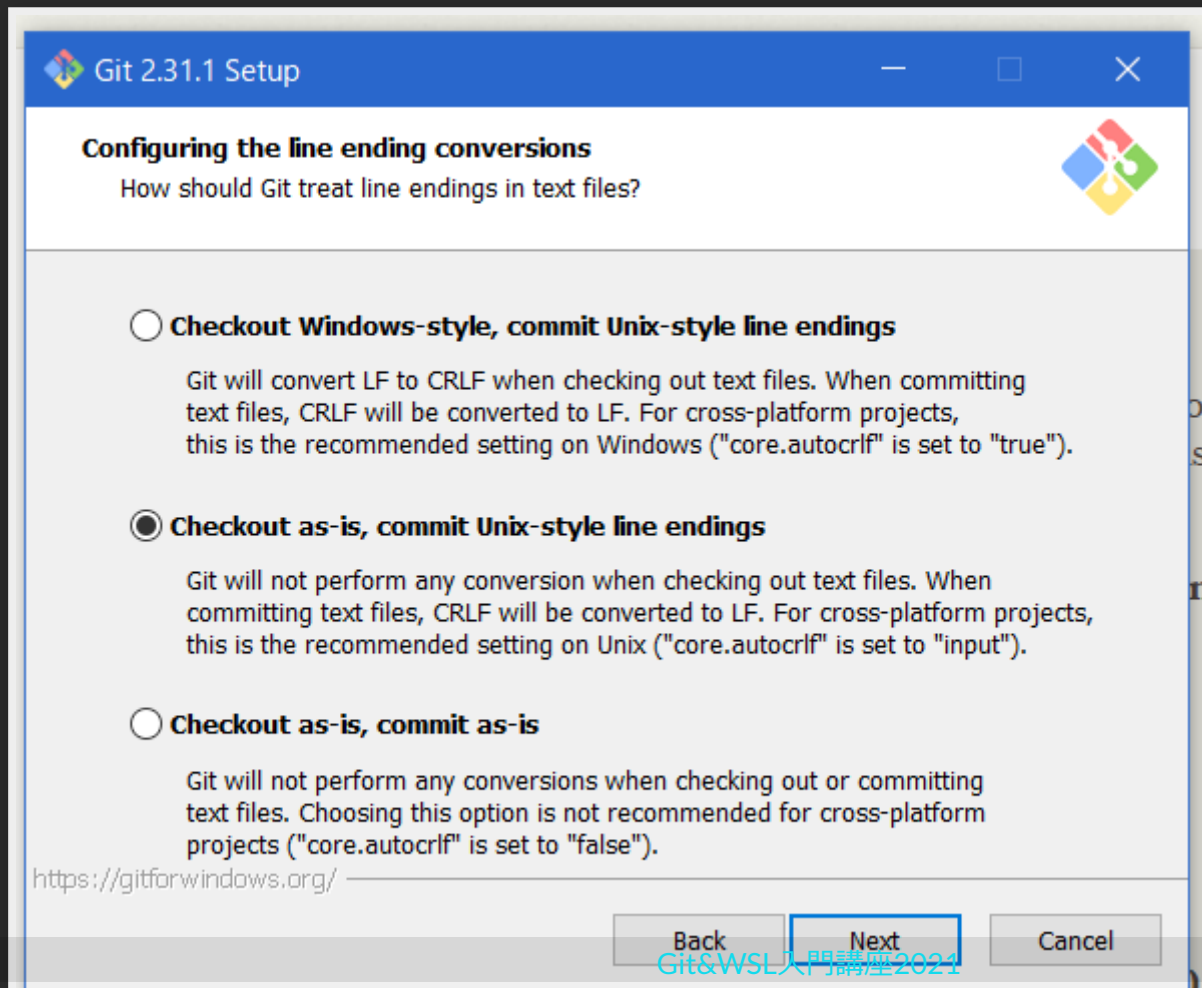 Git 2.31.1 Setup
Configuring the line ending conversions
How should Git treat line endings in text files?
Checkout Windows-style, commit Unix-style line endings
Git will convert LF to CRLF when checking out text files. When committing
text files, CRLF will be converted to LF. For cross-platform projects,
this is the recommended setting on Windows ("core.autocrlf" is set to "true").
Checkout as-is, commit Unix-style line endings
Git will not perform any conversion when checking out text files. When
committing text files, CRLF will be converted to LF. For cross-platform projects,
this is the recommended setting on Unix ("core.autocrlf" is set to "input").
Checkout as-is, commit as-is
Git will not perform any conversions when checking out or committing
text files. Choosing this option is not recommended for cross-platform
projects ("core.autocrlf" is set to "false").
https://gitforwindows.org/
Back Next Cancel
Git&WSL入門講座2021